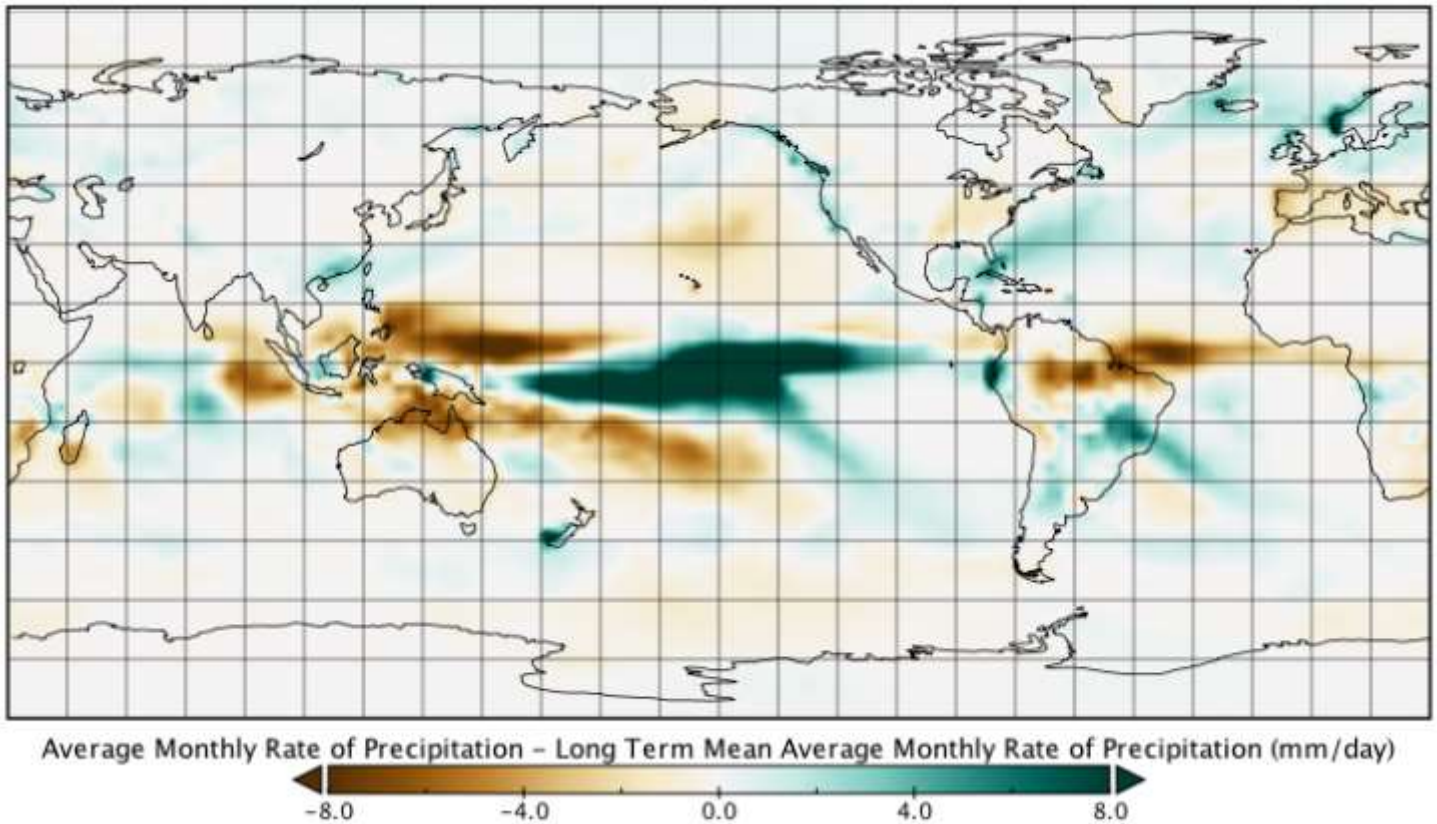 Average Monthly Rate of Precipitation – Long Term Mean Average Monthly Rate of Precipitation (mm/day)
-8.0 -4.0 0.0 4.0 8.0